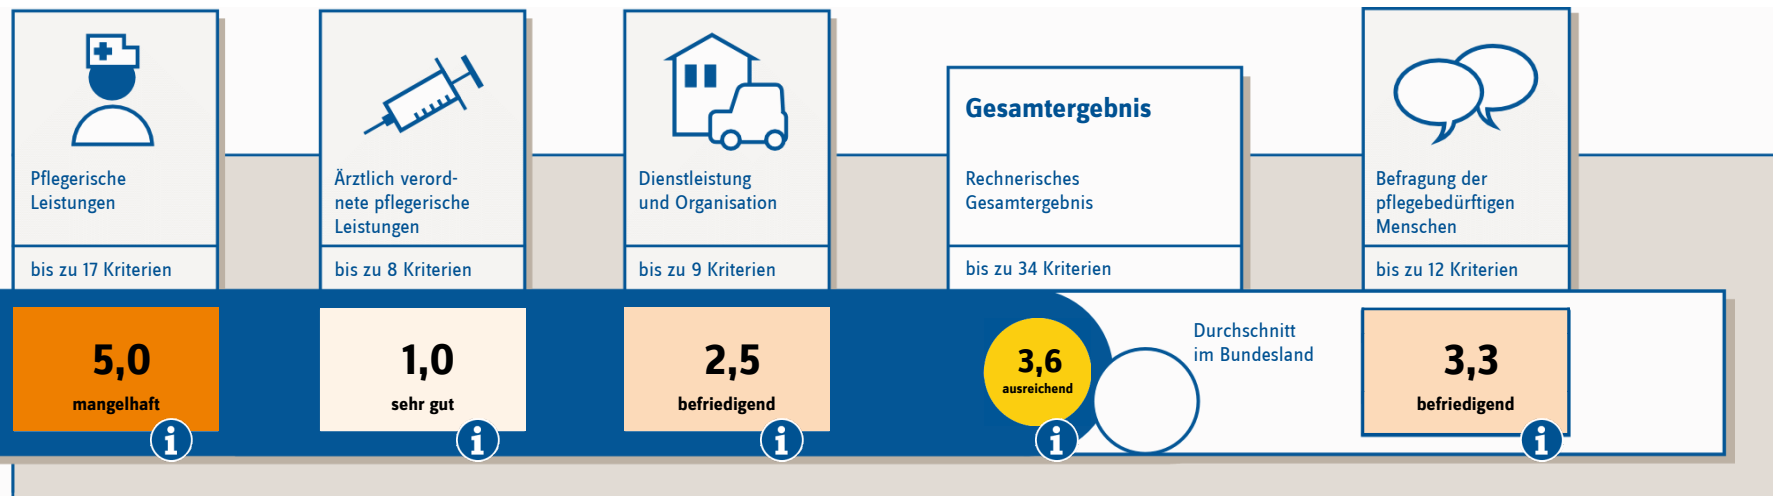 Pflegerische
Leistungen
bis zu 17 Kriterien
5,0
mangelhaft
i
Ärztlich verord-
nete pflegerische
Leistungen
bis zu 8 Kriterien
1,0
sehr gut
i
Dienstleistung
und Organisation
bis zu 9 Kriterien
2,5
befriedigend
i
Gesamtergebnis
Rechnerisches
Gesamtergebnis
bis zu 34 Kriterien
3,6
ausreichend
i
Durchschnitt
im Bundesland
Befragung der
pflegebedürftigen
Menschen
bis zu 12 Kriterien
3,3
befriedigend
i